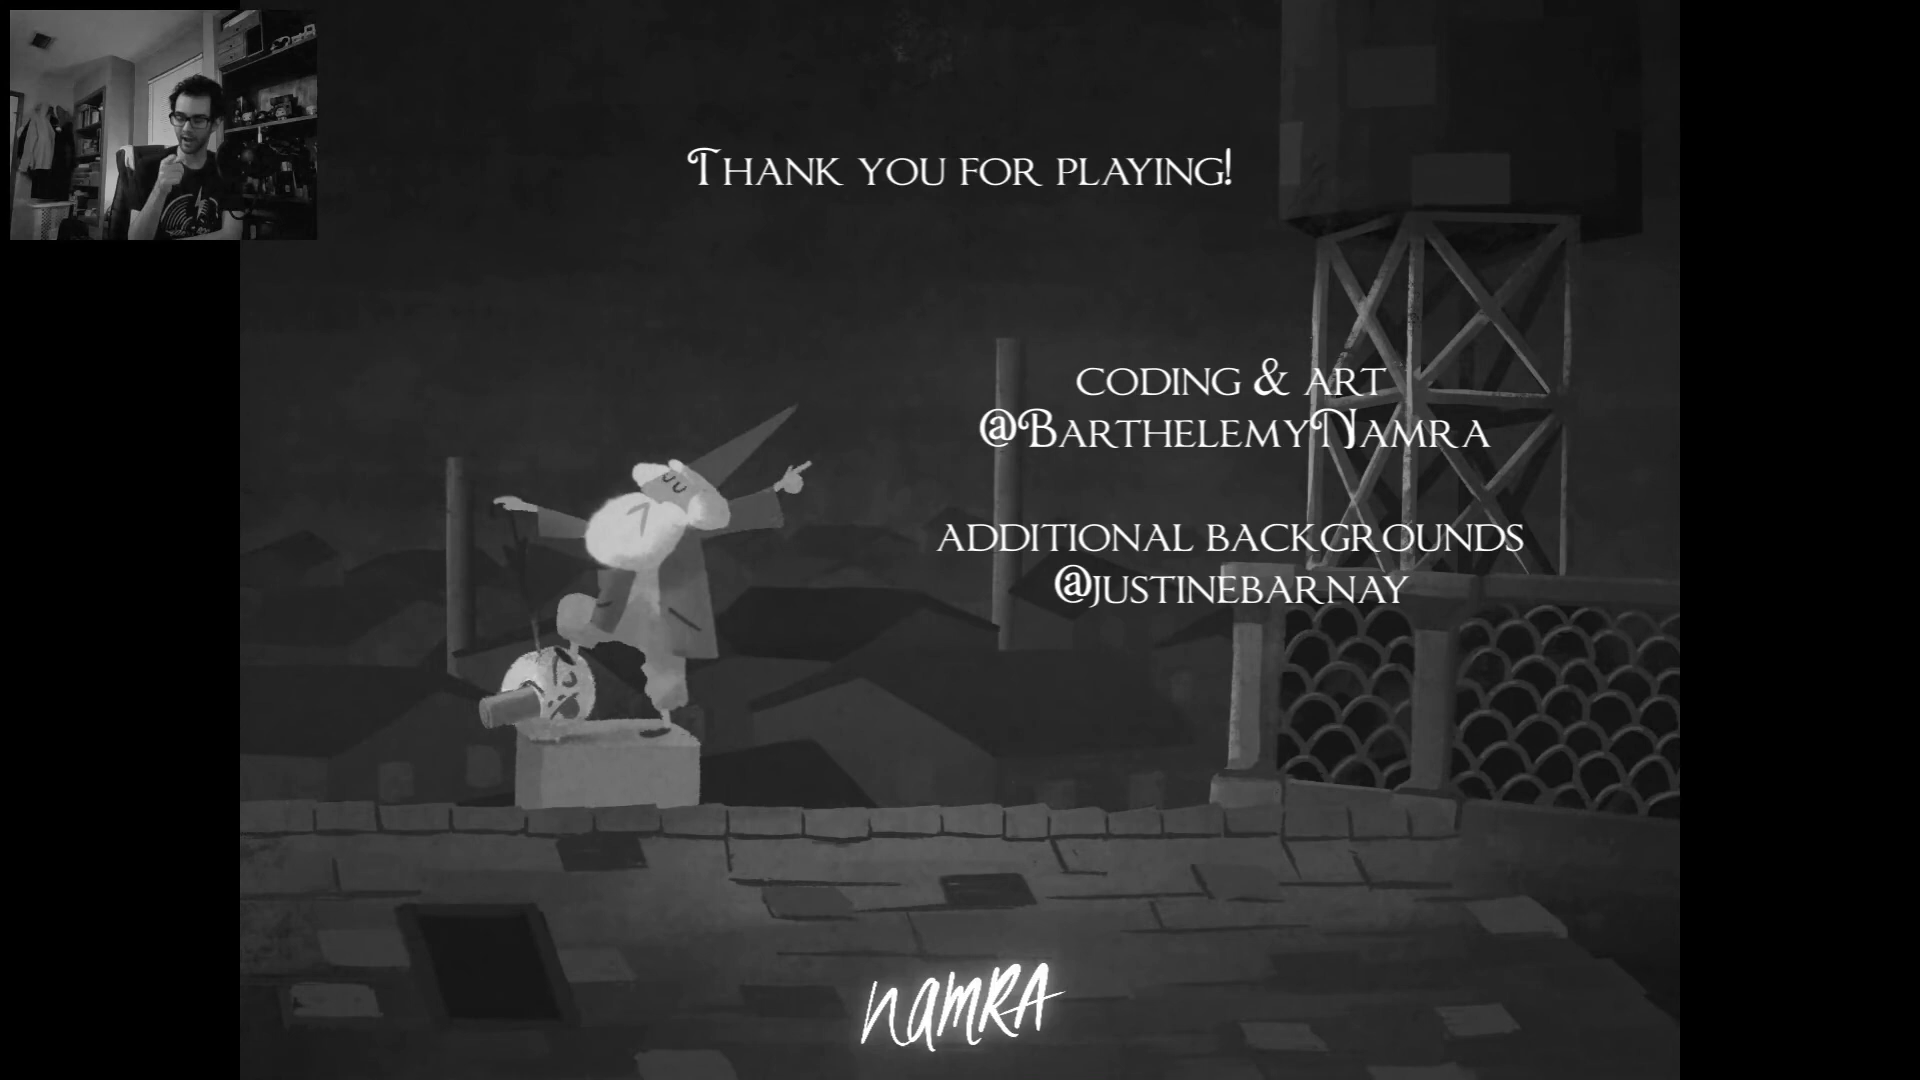 Thank you for playing!
coding & art
@BarthelemyNamra
additional backgrounds
@justinebarnay
namRA